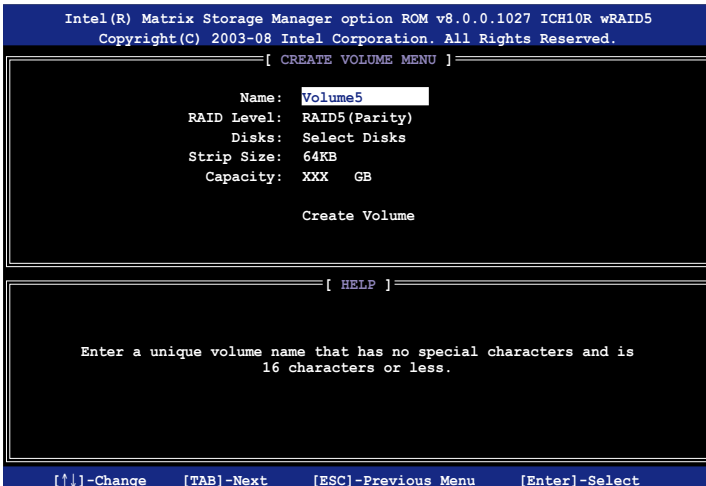 Intel(R) Matrix Storage Manager option ROM v8.0.0.1027 ICH10R wRAID5
Copyright(C) 2003-08 Intel Corporation. All Rights Reserved.
[ CREATE VOLUME MENU ]
Name: Volume5
RAID Level: RAID5(Parity)
Disks: Select Disks
Strip Size: 64KB
Capacity: XXX GB
Create Volume
[ HELP ]
Enter a unique volume name that has no special characters and is
16 characters or less.
[↑↓]-Change [TAB]-Next [ESC]-Previous Menu [Enter]-Select